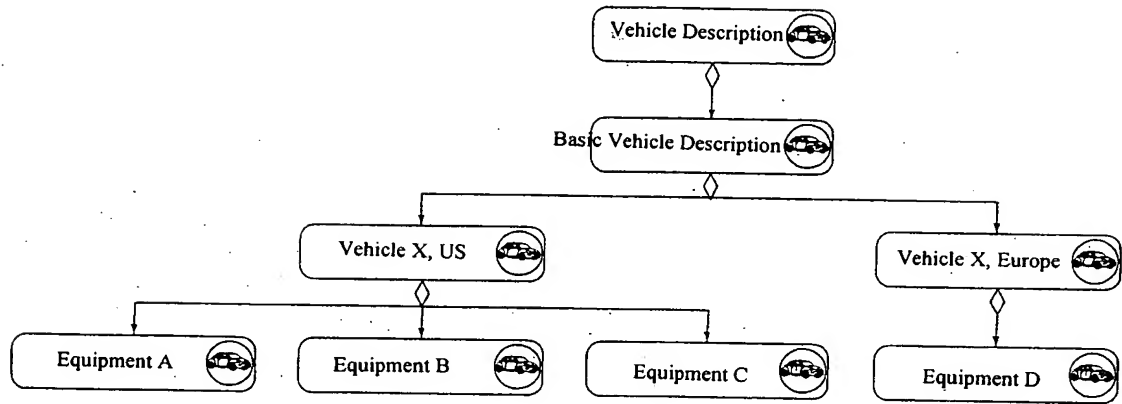 Vehicle Description
Basic Vehicle Description
Vehicle X, US
Vehicle X, Europe
Equipment A
Equipment B
Equipment C
Equipment D